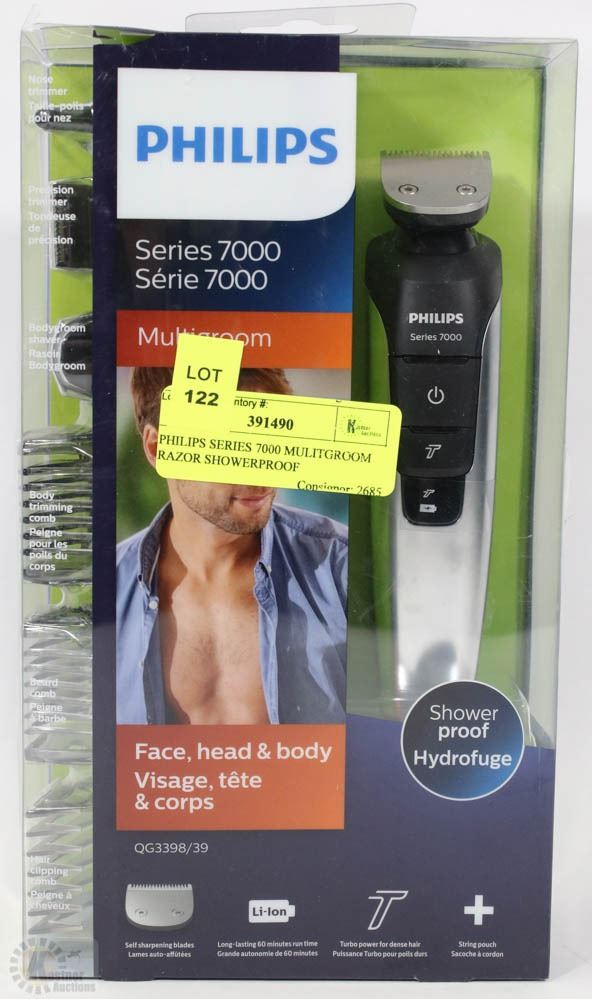 Nose
trimmer
Taille-poils
pour nez
Precision
trimmer
Tondeuse
de
précision
Bodygroom
shaver
Rasoir
Bodygroom
Body
trimming
comb
Peigne
pour les
poils du
corps
Beard
comb
Peigne
à barbe
Hair
clipping
comb
Peigne à
cheveux
PHILIPS
Series 7000
Série 7000
Multigroom
LOT
122
ntory #:
391490
Kastner
Auctions
PHILIPS SERIES 7000 MULITGROOM
RAZOR SHOWERPROOF
Consignor: 2685
Face, head & body
Visage, tête
& corps
QG3398/39
PHILIPS
Series 7000
T
T
Shower
proof
Hydrofuge
Self sharpening blades
Lames auto-affûtées
Li-Ion
Long-lasting 60 minutes run time
Grande autonomie de 60 minutes
T
Turbo power for dense hair
Puissance Turbo pour poils durs
+
String pouch
Sacoche à cordon
Kastner
Auctions